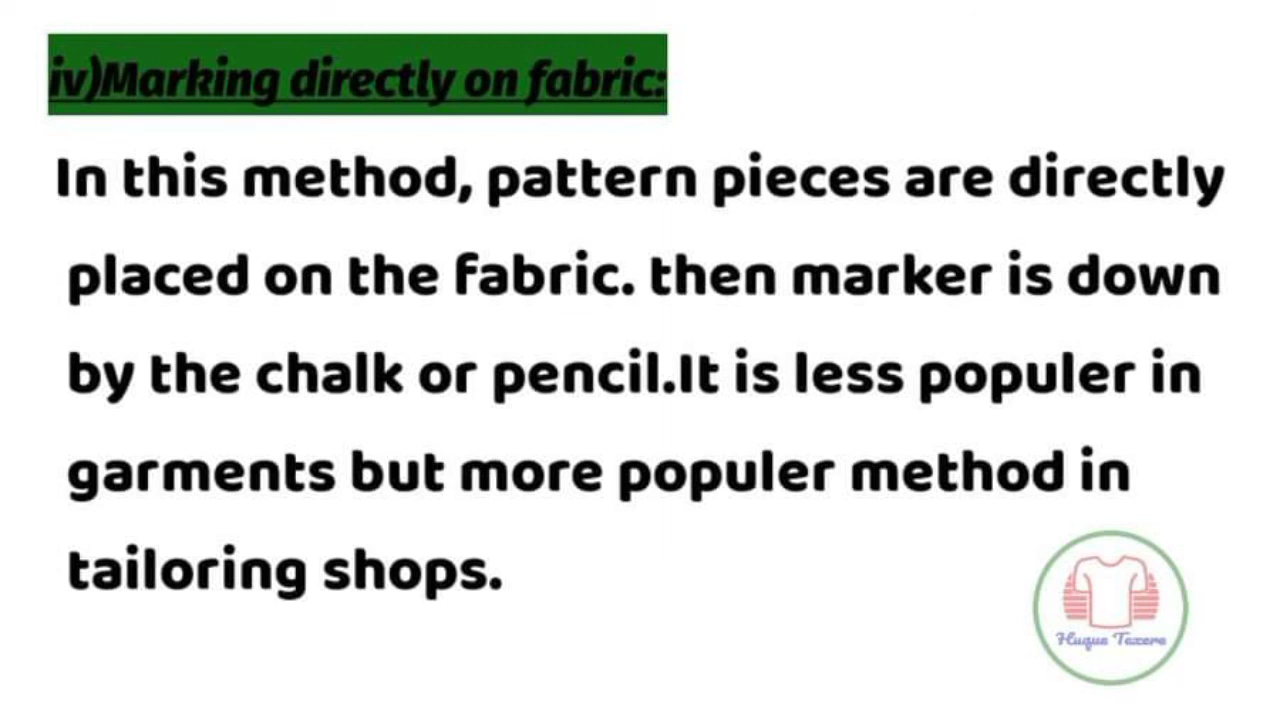 iv)Marking directly on fabric:
In this method, pattern pieces are directly
placed on the fabric. then marker is down
by the chalk or pencil.It is less populer in
garments but more populer method in
tailoring shops.
Huque Texere